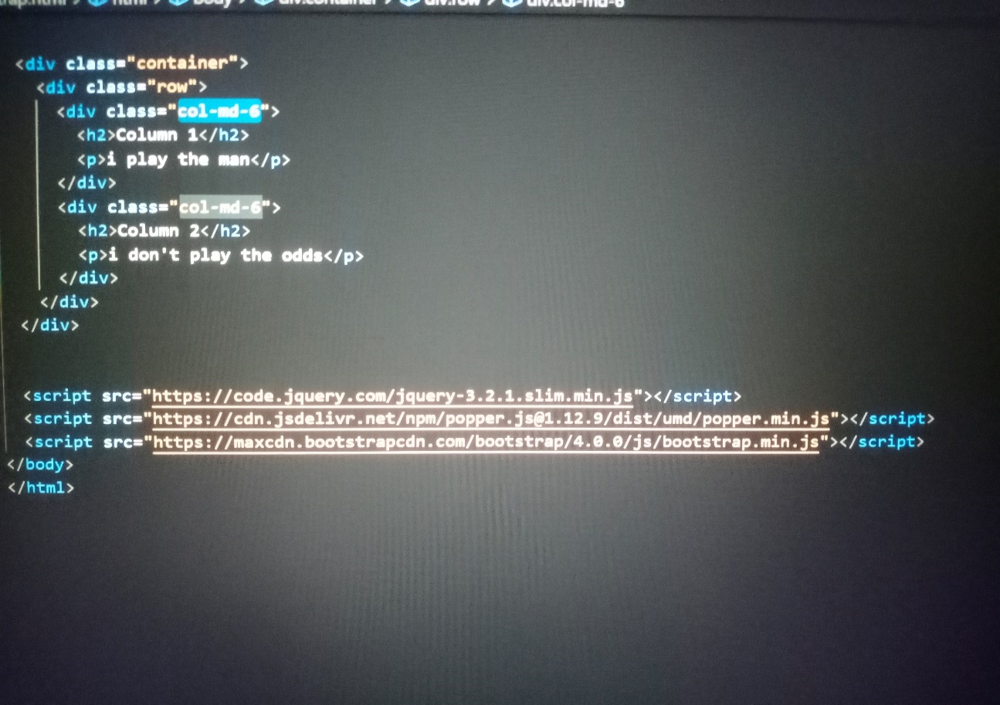 html > body > div.container > div.row > div.col-md-6
<div class="container">
<div class="row">
<div class="col-md-6">
<h2>Column 1</h2>
<p>i play the man</p>
</div>
<div class="col-md-6">
<h2>Column 2</h2>
<p>i don't play the odds</p>
</div>
</div>
</div>
<script src="https://code.jquery.com/jquery-3.2.1.slim.min.js"></script>
<script src="https://cdn.jsdelivr.net/npm/popper.js@1.12.9/dist/umd/popper.min.js"></script>
<script src="https://maxcdn.bootstrapcdn.com/bootstrap/4.0.0/js/bootstrap.min.js"></script>
</body>
</html>